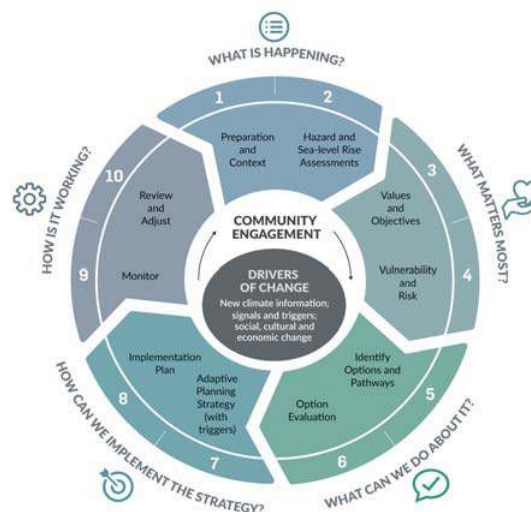 WHAT IS HAPPENING?
1
2
Preparation
and
Context
Hazard and
Sea-level Rise
Assessments
WHAT MATTERS MOST?
3
4
Values
and
Objectives
Vulnerability
and
Risk
WHAT CAN WE DO ABOUT IT?
5
6
Identify
Options and
Pathways
Option
Evaluation
HOW CAN WE IMPLEMENT THE STRATEGY?
7
8
Adaptive
Planning
Strategy
(with
triggers)
Implementation
Plan
HOW IS IT WORKING?
9
10
Monitor
Review
and
Adjust
COMMUNITY
ENGAGEMENT
DRIVERS
OF CHANGE
New climate information;
signals and triggers;
social, cultural and
economic change